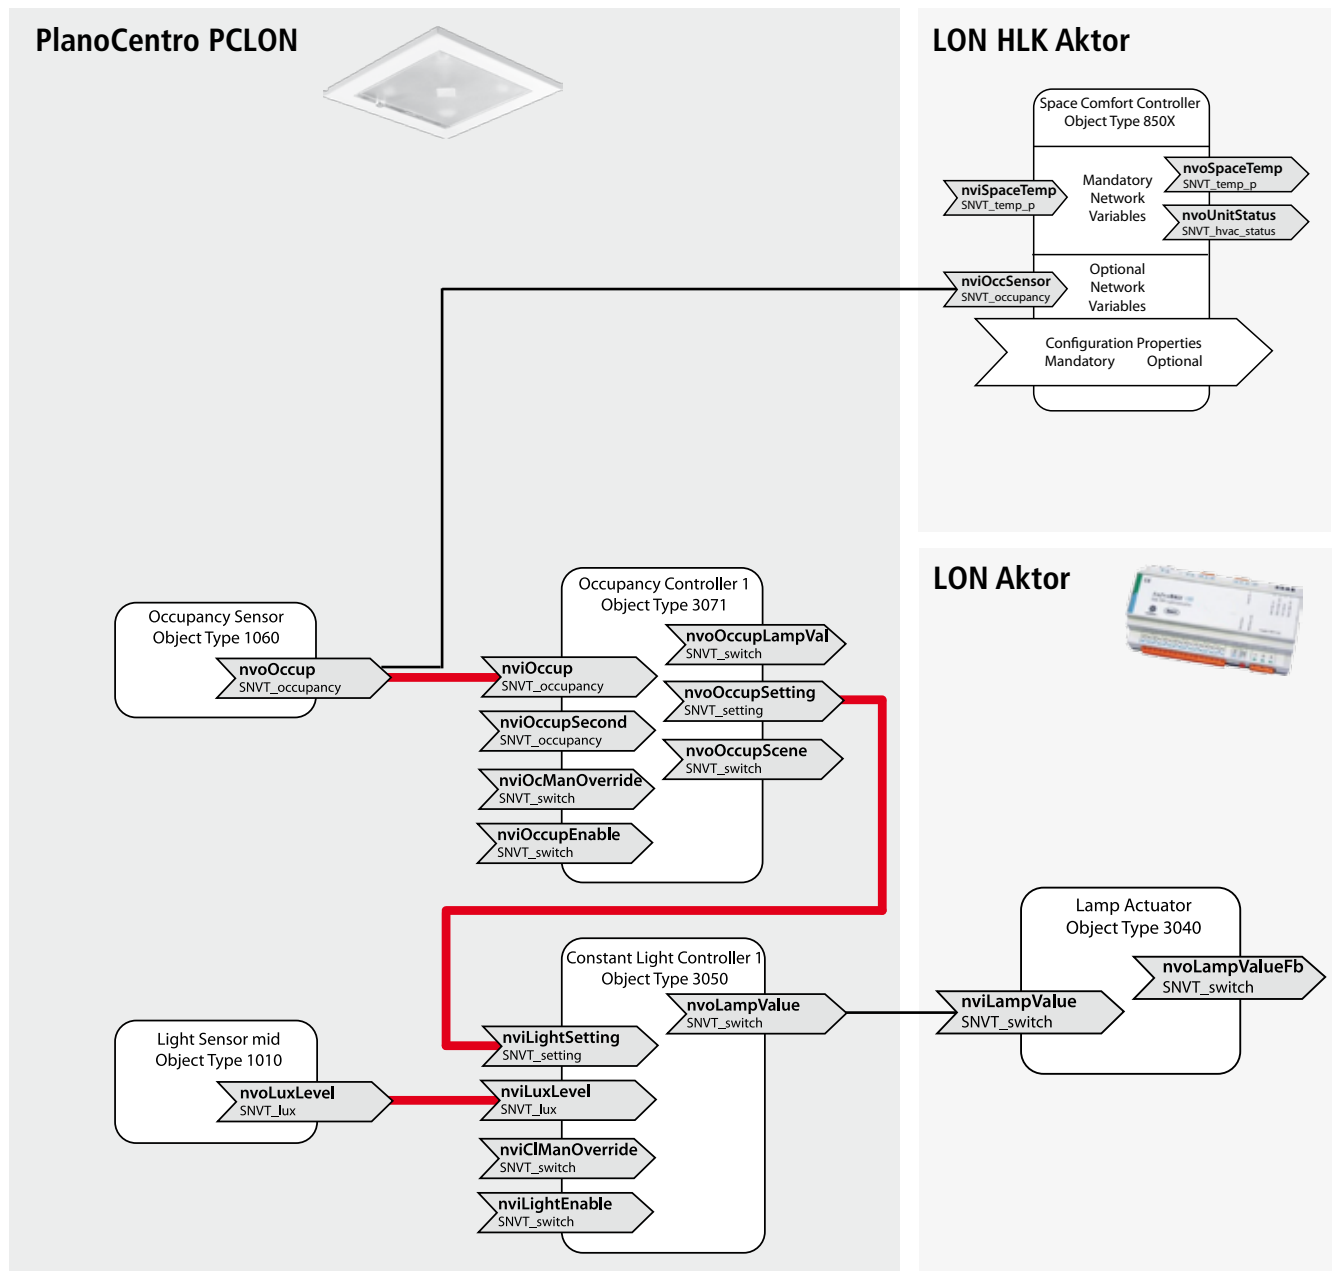 PlanoCentro PCLON
LON HLK Aktor
Space Comfort Controller
Object Type 850X
nviSpaceTemp
SNVT_temp_p
Mandatory
Network
Variables
nvoSpaceTemp
SNVT_temp_p
nvoUnitStatus
SNVT_hvac_status
nviOccSensor
SNVT_occupancy
Optional
Network
Variables
Configuration Properties
Mandatory Optional
LON Aktor
Occupancy Sensor
Object Type 1060
nvoOccup
SNVT_occupancy
Occupancy Controller 1
Object Type 3071
nvoOccupLampVal
SNVT_switch
nviOccup
SNVT_occupancy
nvoOccupSetting
SNVT_setting
nviOccupSecond
SNVT_occupancy
nvoOccupScene
SNVT_switch
nviOcManOverride
SNVT_switch
nviOccupEnable
SNVT_switch
Lamp Actuator
Object Type 3040
nvoLampValueFb
SNVT_switch
nviLampValue
SNVT_switch
Constant Light Controller 1
Object Type 3050
nvoLampValue
SNVT_switch
nviLightSetting
SNVT_setting
Light Sensor mid
Object Type 1010
nvoLuxLevel
SNVT_lux
nviLuxLevel
SNVT_lux
nviClManOverride
SNVT_switch
nviLightEnable
SNVT_switch